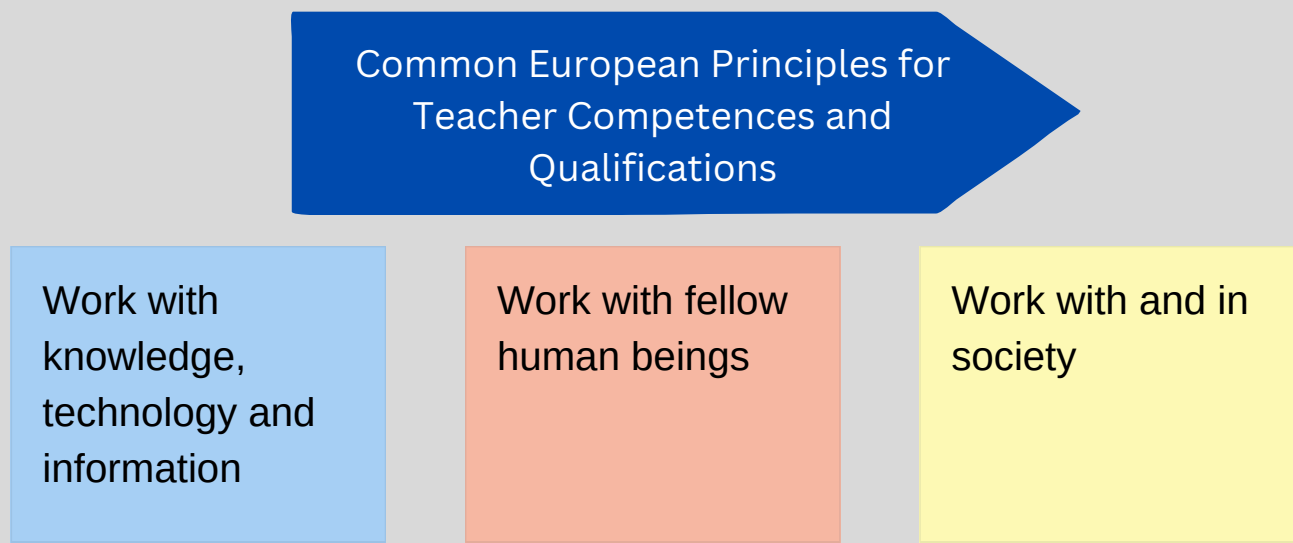 Common European Principles for
Teacher Competences and
Qualifications
Work with
knowledge,
technology and
information
Work with fellow
human beings
Work with and in
society